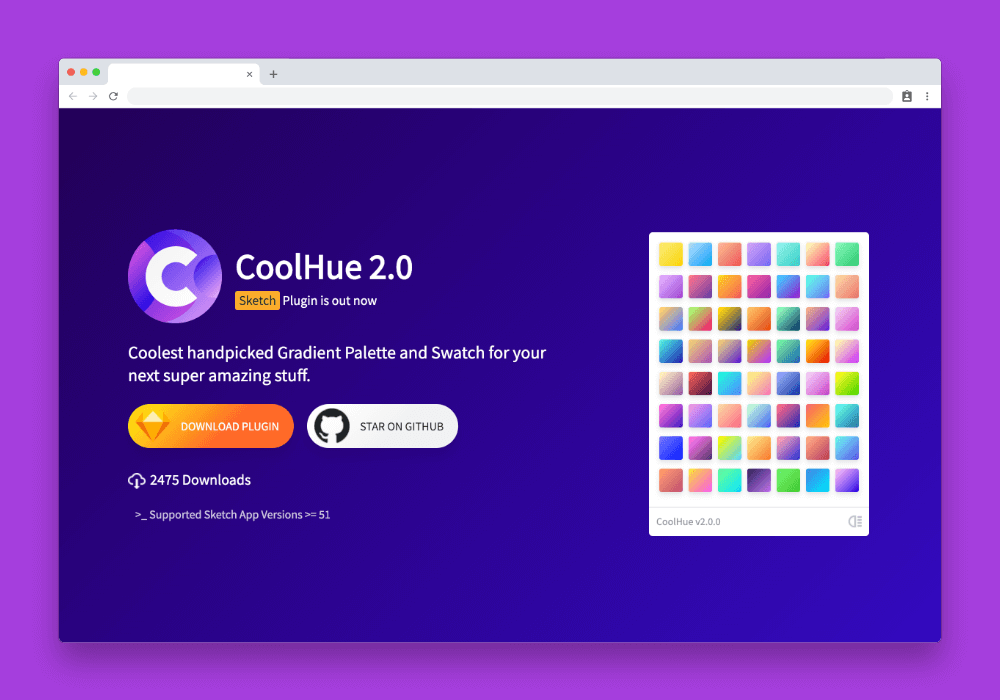 CoolHue 2.0
Sketch Plugin is out now
Coolest handpicked Gradient Palette and Swatch for your
next super amazing stuff.
DOWNLOAD PLUGIN
STAR ON GITHUB
2475 Downloads
>_ Supported Sketch App Versions >= 51
CoolHue v2.0.0